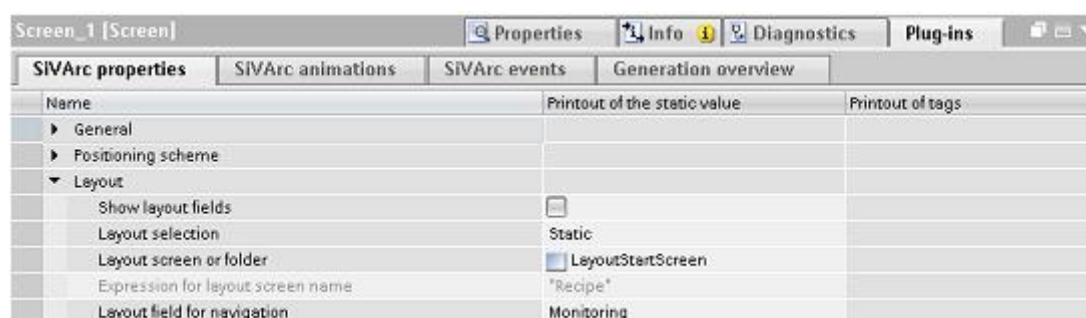 Screen_1 [Screen] Properties Info Diagnostics Plug-ins
SiVArc properties SiVArc animations SiVArc events Generation overview
Name Printout of the static value Printout of tags
General
Positioning scheme
Layout
Show layout fields
Layout selection Static
Layout screen or folder LayoutStartScreen
Expression for layout screen name "Recipe"
Layout field for navigation Monitoring